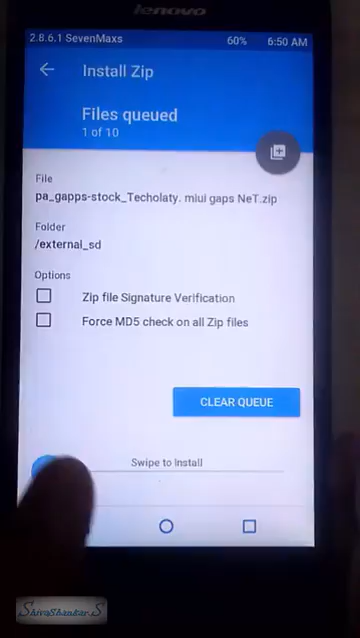 lenovo
2.8.6.1 SevenMaxs 60% 6:50 AM
Install Zip
Files queued
1 of 10
File
pa_gapps-stock_Techolaty. miui gaps NeT.zip
Folder
/external_sd
Options
Zip file Signature Verification
Force MD5 check on all Zip files
CLEAR QUEUE
Swipe to Install
ShivaShankar.S